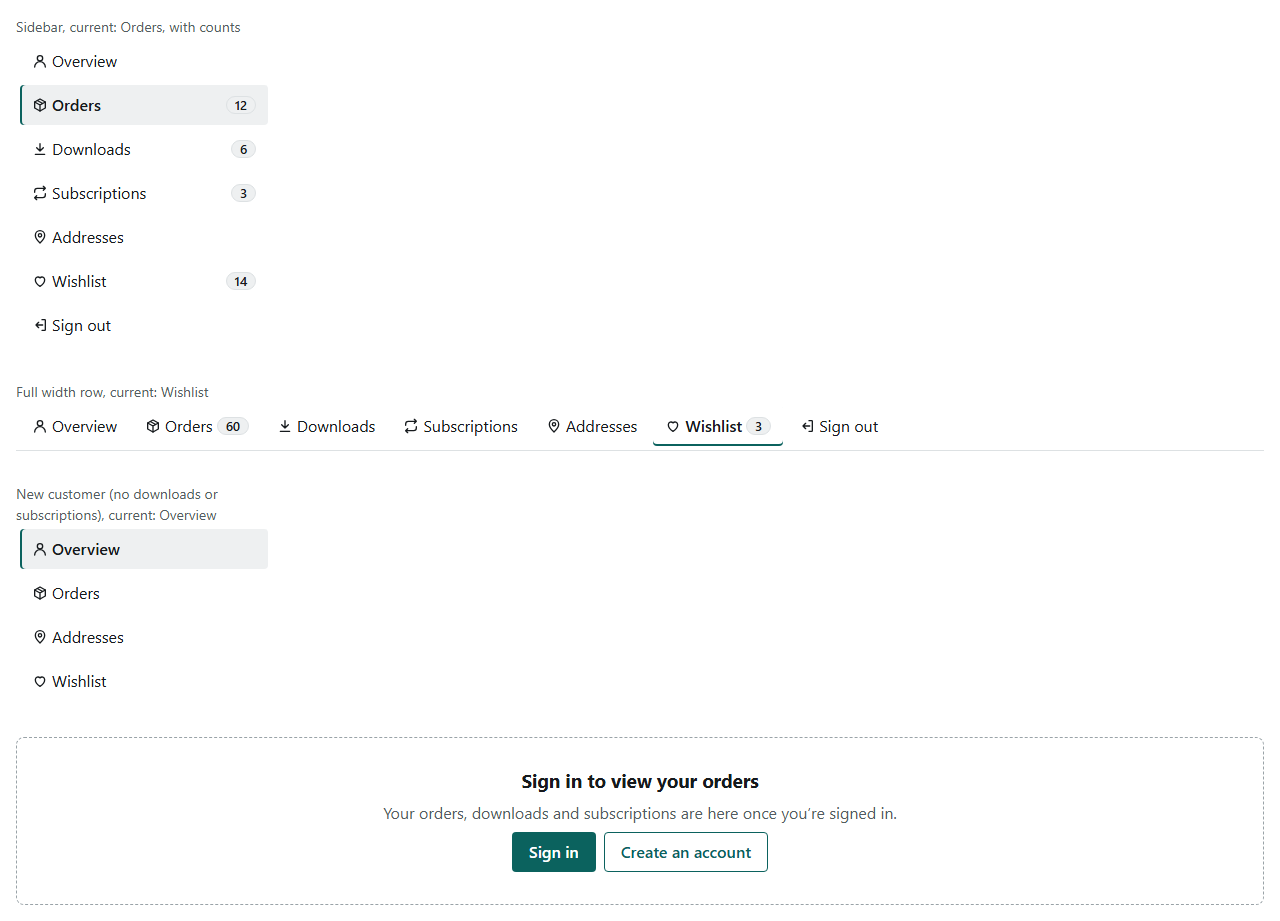 Sidebar, current: Orders, with counts
Overview
Orders 12
Downloads 6
Subscriptions 3
Addresses
Wishlist 14
Sign out
Full width row, current: Wishlist
Overview Orders 60 Downloads Subscriptions Addresses Wishlist 3 Sign out
New customer (no downloads or
subscriptions), current: Overview
Overview
Orders
Addresses
Wishlist
Sign in to view your orders
Your orders, downloads and subscriptions are here once you’re signed in.
Sign in Create an account